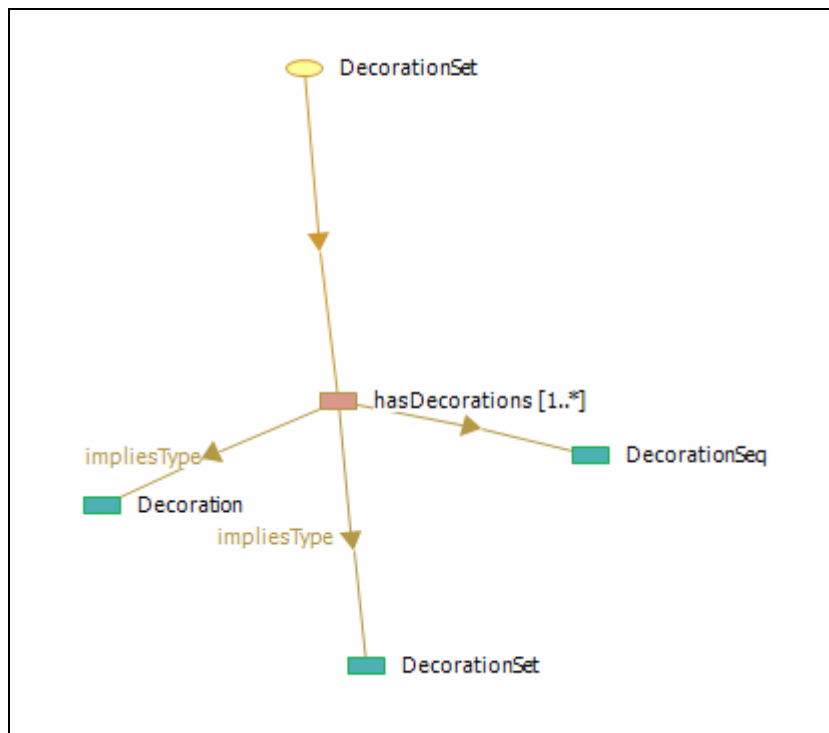 DecorationSet
hasDecorations [1..*]
impliesType
DecorationSeq
Decoration
impliesType
DecorationSet